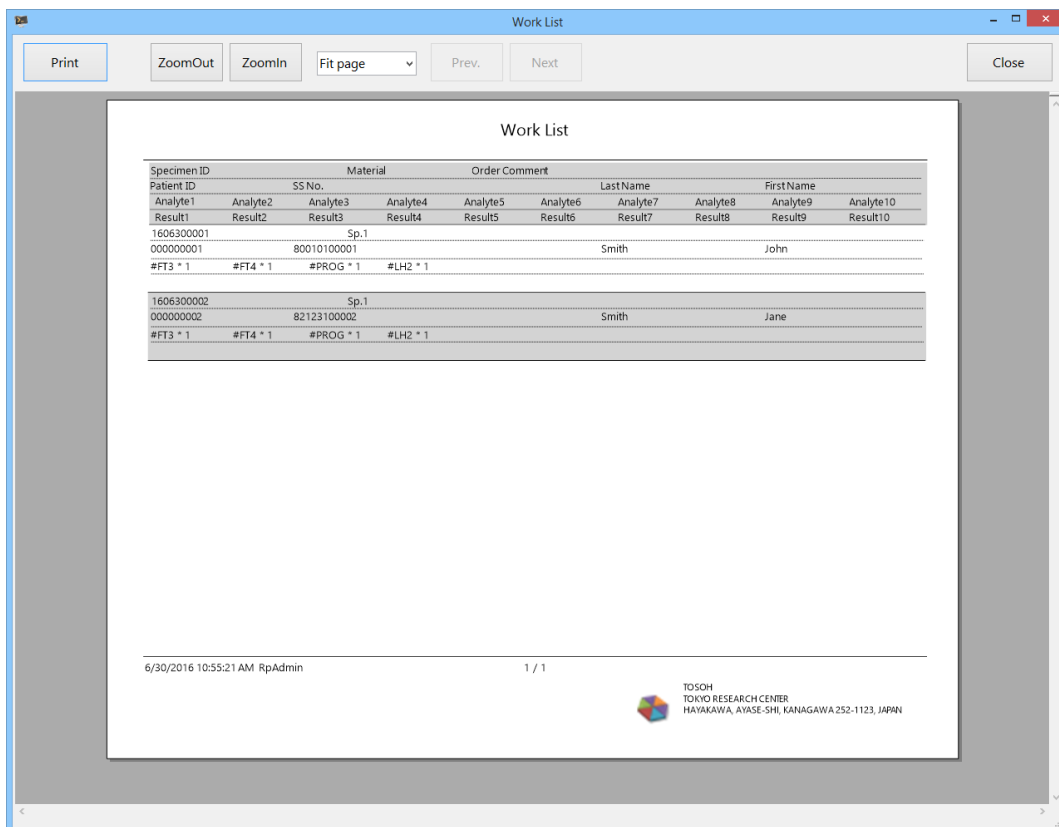 Work List
Print ZoomOut ZoomIn Fit page Prev. Next Close
Work List
Specimen ID Material Order Comment
Patient ID SS No. Last Name First Name
Analyte1 Analyte2 Analyte3 Analyte4 Analyte5 Analyte6 Analyte7 Analyte8 Analyte9 Analyte10
Result1 Result2 Result3 Result4 Result5 Result6 Result7 Result8 Result9 Result10
1606300001 Sp.1
000000001 80010100001 Smith John
#FT3 * 1 #FT4 * 1 #PROG * 1 #LH2 * 1
1606300002 Sp.1
000000002 82123100002 Smith Jane
#FT3 * 1 #FT4 * 1 #PROG * 1 #LH2 * 1
6/30/2016 10:55:21 AM RpAdmin 1 / 1
TOSOH
TOKYO RESEARCH CENTER
HAYAKAWA, AYASE-SHI, KANAGAWA 252-1123, JAPAN